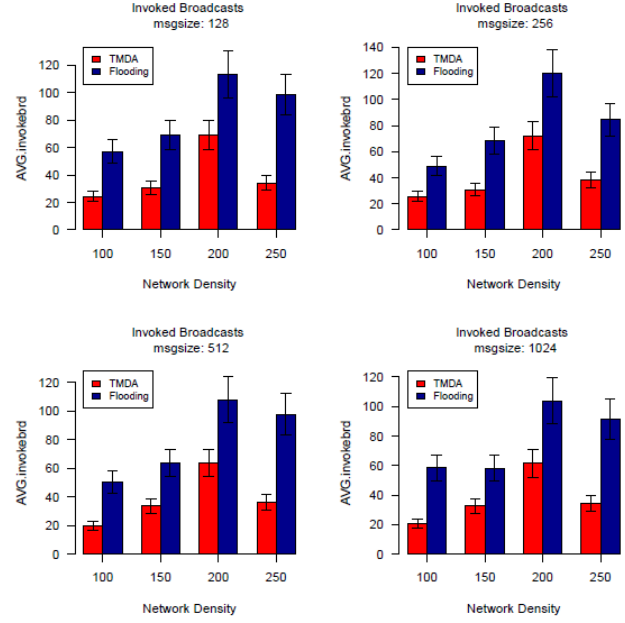 Invoked Broadcasts
msgsize: 128
AVG.invokebrd
120
100
80
60
40
20
0
TMDA
Flooding
100 150 200 250
Network Density
Invoked Broadcasts
msgsize: 256
AVG.invokebrd
140
120
100
80
60
40
20
0
TMDA
Flooding
100 150 200 250
Network Density
Invoked Broadcasts
msgsize: 512
AVG.invokebrd
120
100
80
60
40
20
0
TMDA
Flooding
100 150 200 250
Network Density
Invoked Broadcasts
msgsize: 1024
AVG.invokebrd
120
100
80
60
40
20
0
TMDA
Flooding
100 150 200 250
Network Density